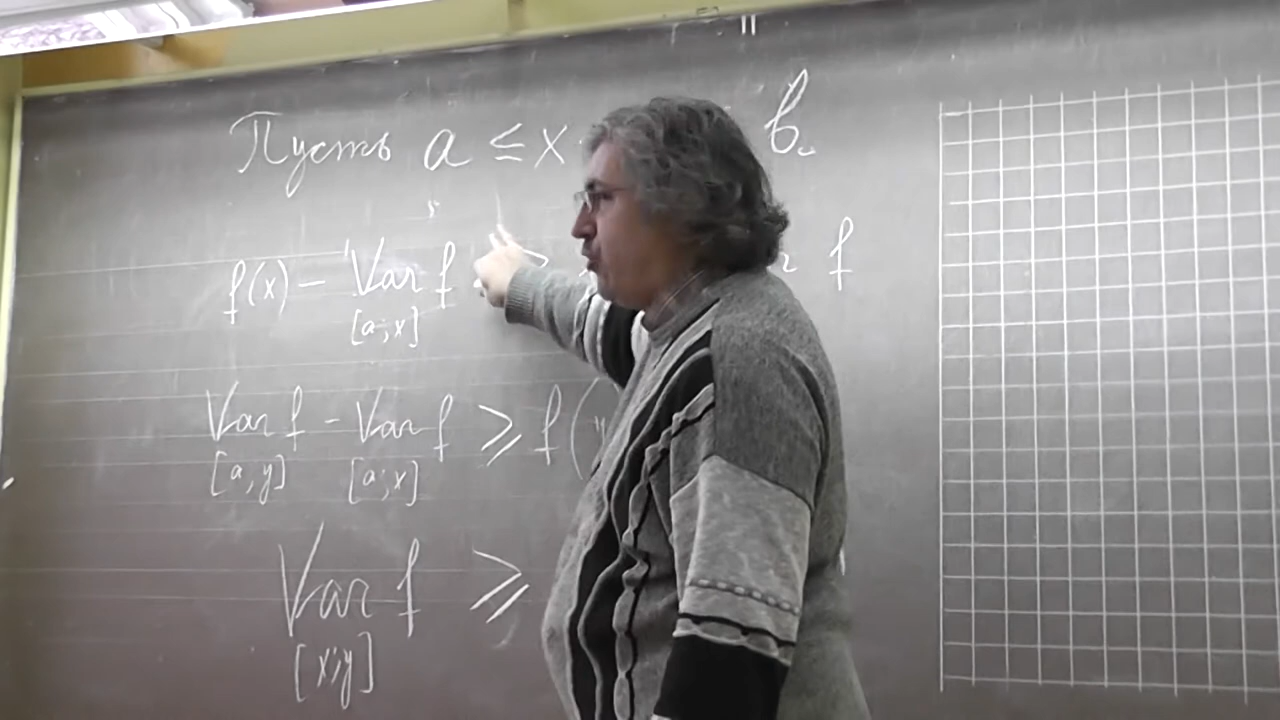 Пусть a ≤ x b.
f(x) - Var f ≥ f
[a;x]
Var f - Var f ≥ f(
[a;y] [a;x]
Var f ≥
[x;y]